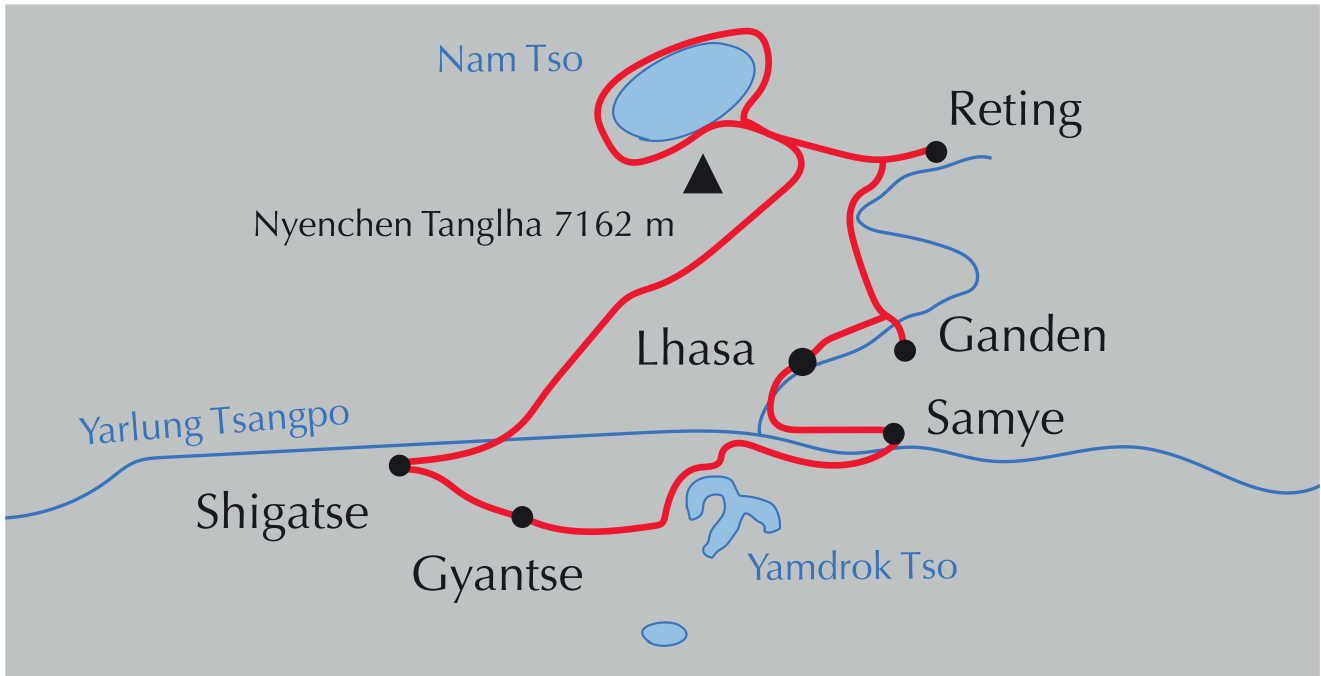 Nam Tso
Reting
Nyenchen Tanglha 7162 m
Lhasa
Ganden
Yarlung Tsangpo
Samye
Shigatse
Gyantse
Yamdrok Tso